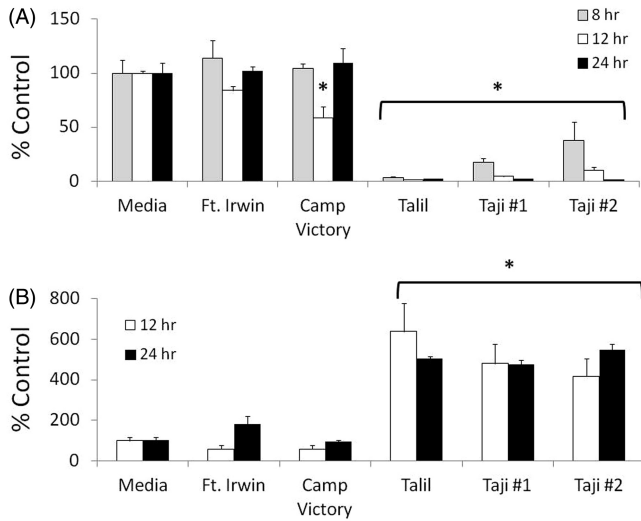 (A)
% Control
150
100
50
0
8 hr
12 hr
24 hr
*
*
Media
Ft. Irwin
Camp
Victory
Talil
Taji #1
Taji #2
(B)
% Control
800
600
400
200
0
12 hr
24 hr
*
Media
Ft. Irwin
Camp
Victory
Talil
Taji #1
Taji #2